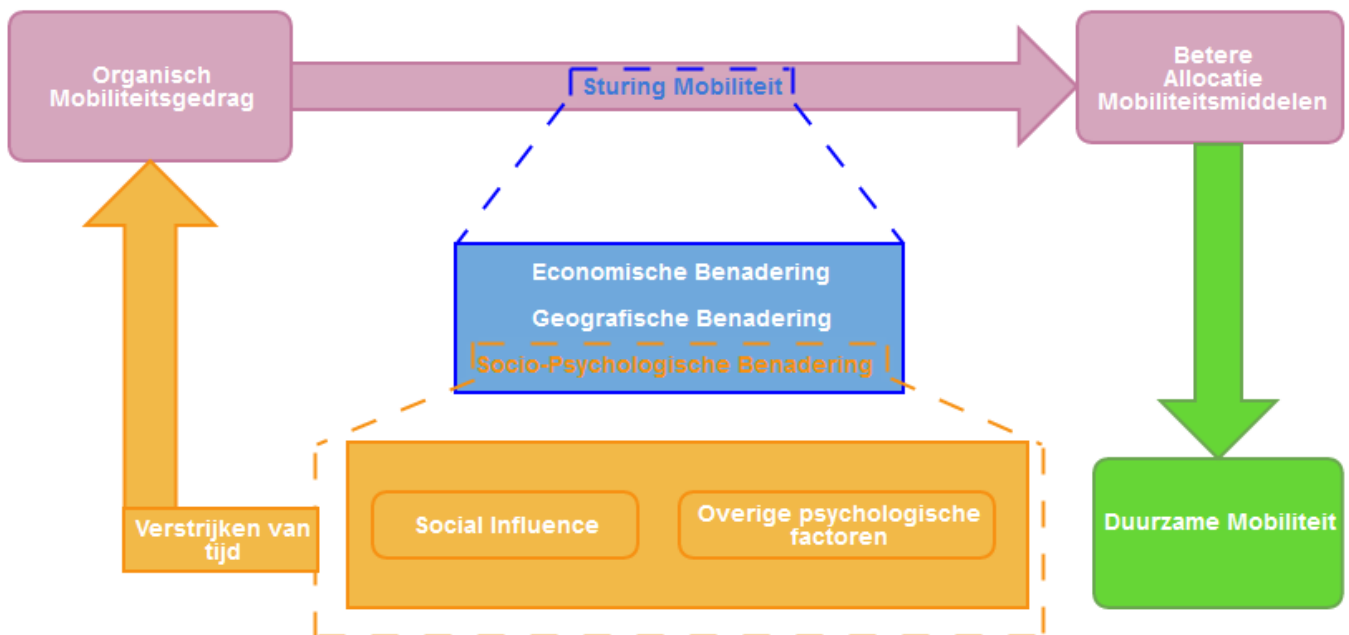 Organisch
Mobiliteitsgedrag
Sturing Mobiliteit
Betere
Allocatie
Mobiliteitsmiddelen
Economische Benadering
Geografische Benadering
Socio-Psychologische Benadering
Verstrijken van
tijd
Social Influence
Overige psychologische
factoren
Duurzame Mobiliteit